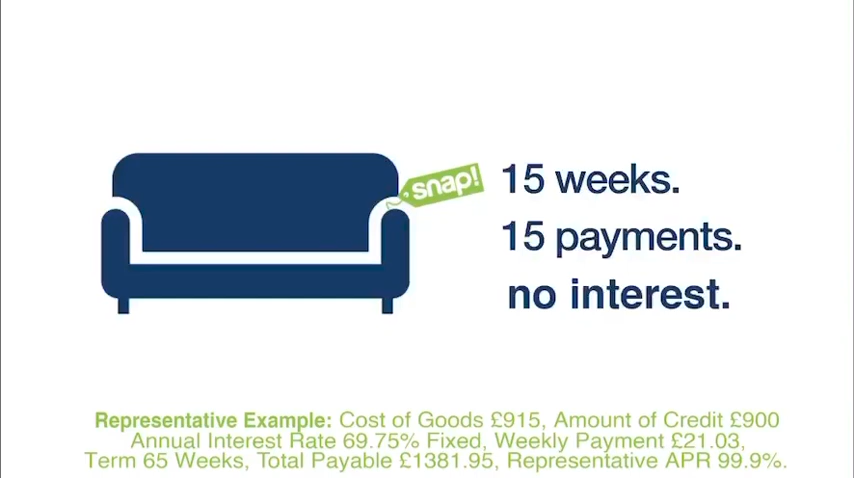 snap!
15 weeks.
15 payments.
no interest.
Representative Example: Cost of Goods £915, Amount of Credit £900
Annual Interest Rate 69.75% Fixed, Weekly Payment £21.03,
Term 65 Weeks, Total Payable £1381.95, Representative APR 99.9%.